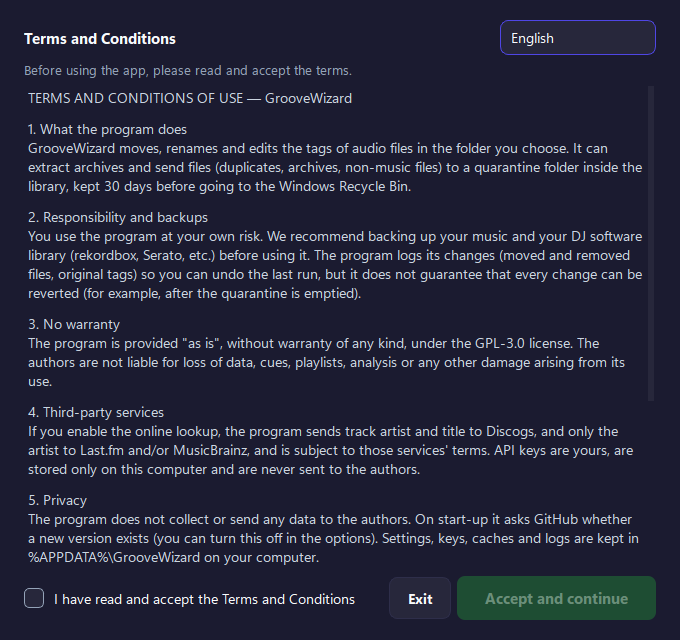 Terms and Conditions
English
Before using the app, please read and accept the terms.
TERMS AND CONDITIONS OF USE — GrooveWizard
1. What the program does
GrooveWizard moves, renames and edits the tags of audio files in the folder you choose. It can
extract archives and send files (duplicates, archives, non-music files) to a quarantine folder inside the
library, kept 30 days before going to the Windows Recycle Bin.
2. Responsibility and backups
You use the program at your own risk. We recommend backing up your music and your DJ software
library (rekordbox, Serato, etc.) before using it. The program logs its changes (moved and removed
files, original tags) so you can undo the last run, but it does not guarantee that every change can be
reverted (for example, after the quarantine is emptied).
3. No warranty
The program is provided "as is", without warranty of any kind, under the GPL-3.0 license. The
authors are not liable for loss of data, cues, playlists, analysis or any other damage arising from its
use.
4. Third-party services
If you enable the online lookup, the program sends track artist and title to Discogs, and only the
artist to Last.fm and/or MusicBrainz, and is subject to those services' terms. API keys are yours, are
stored only on this computer and are never sent to the authors.
5. Privacy
The program does not collect or send any data to the authors. On start-up it asks GitHub whether
a new version exists (you can turn this off in the options). Settings, keys, caches and logs are kept in
%APPDATA%\GrooveWizard on your computer.
I have read and accept the Terms and Conditions
Exit
Accept and continue